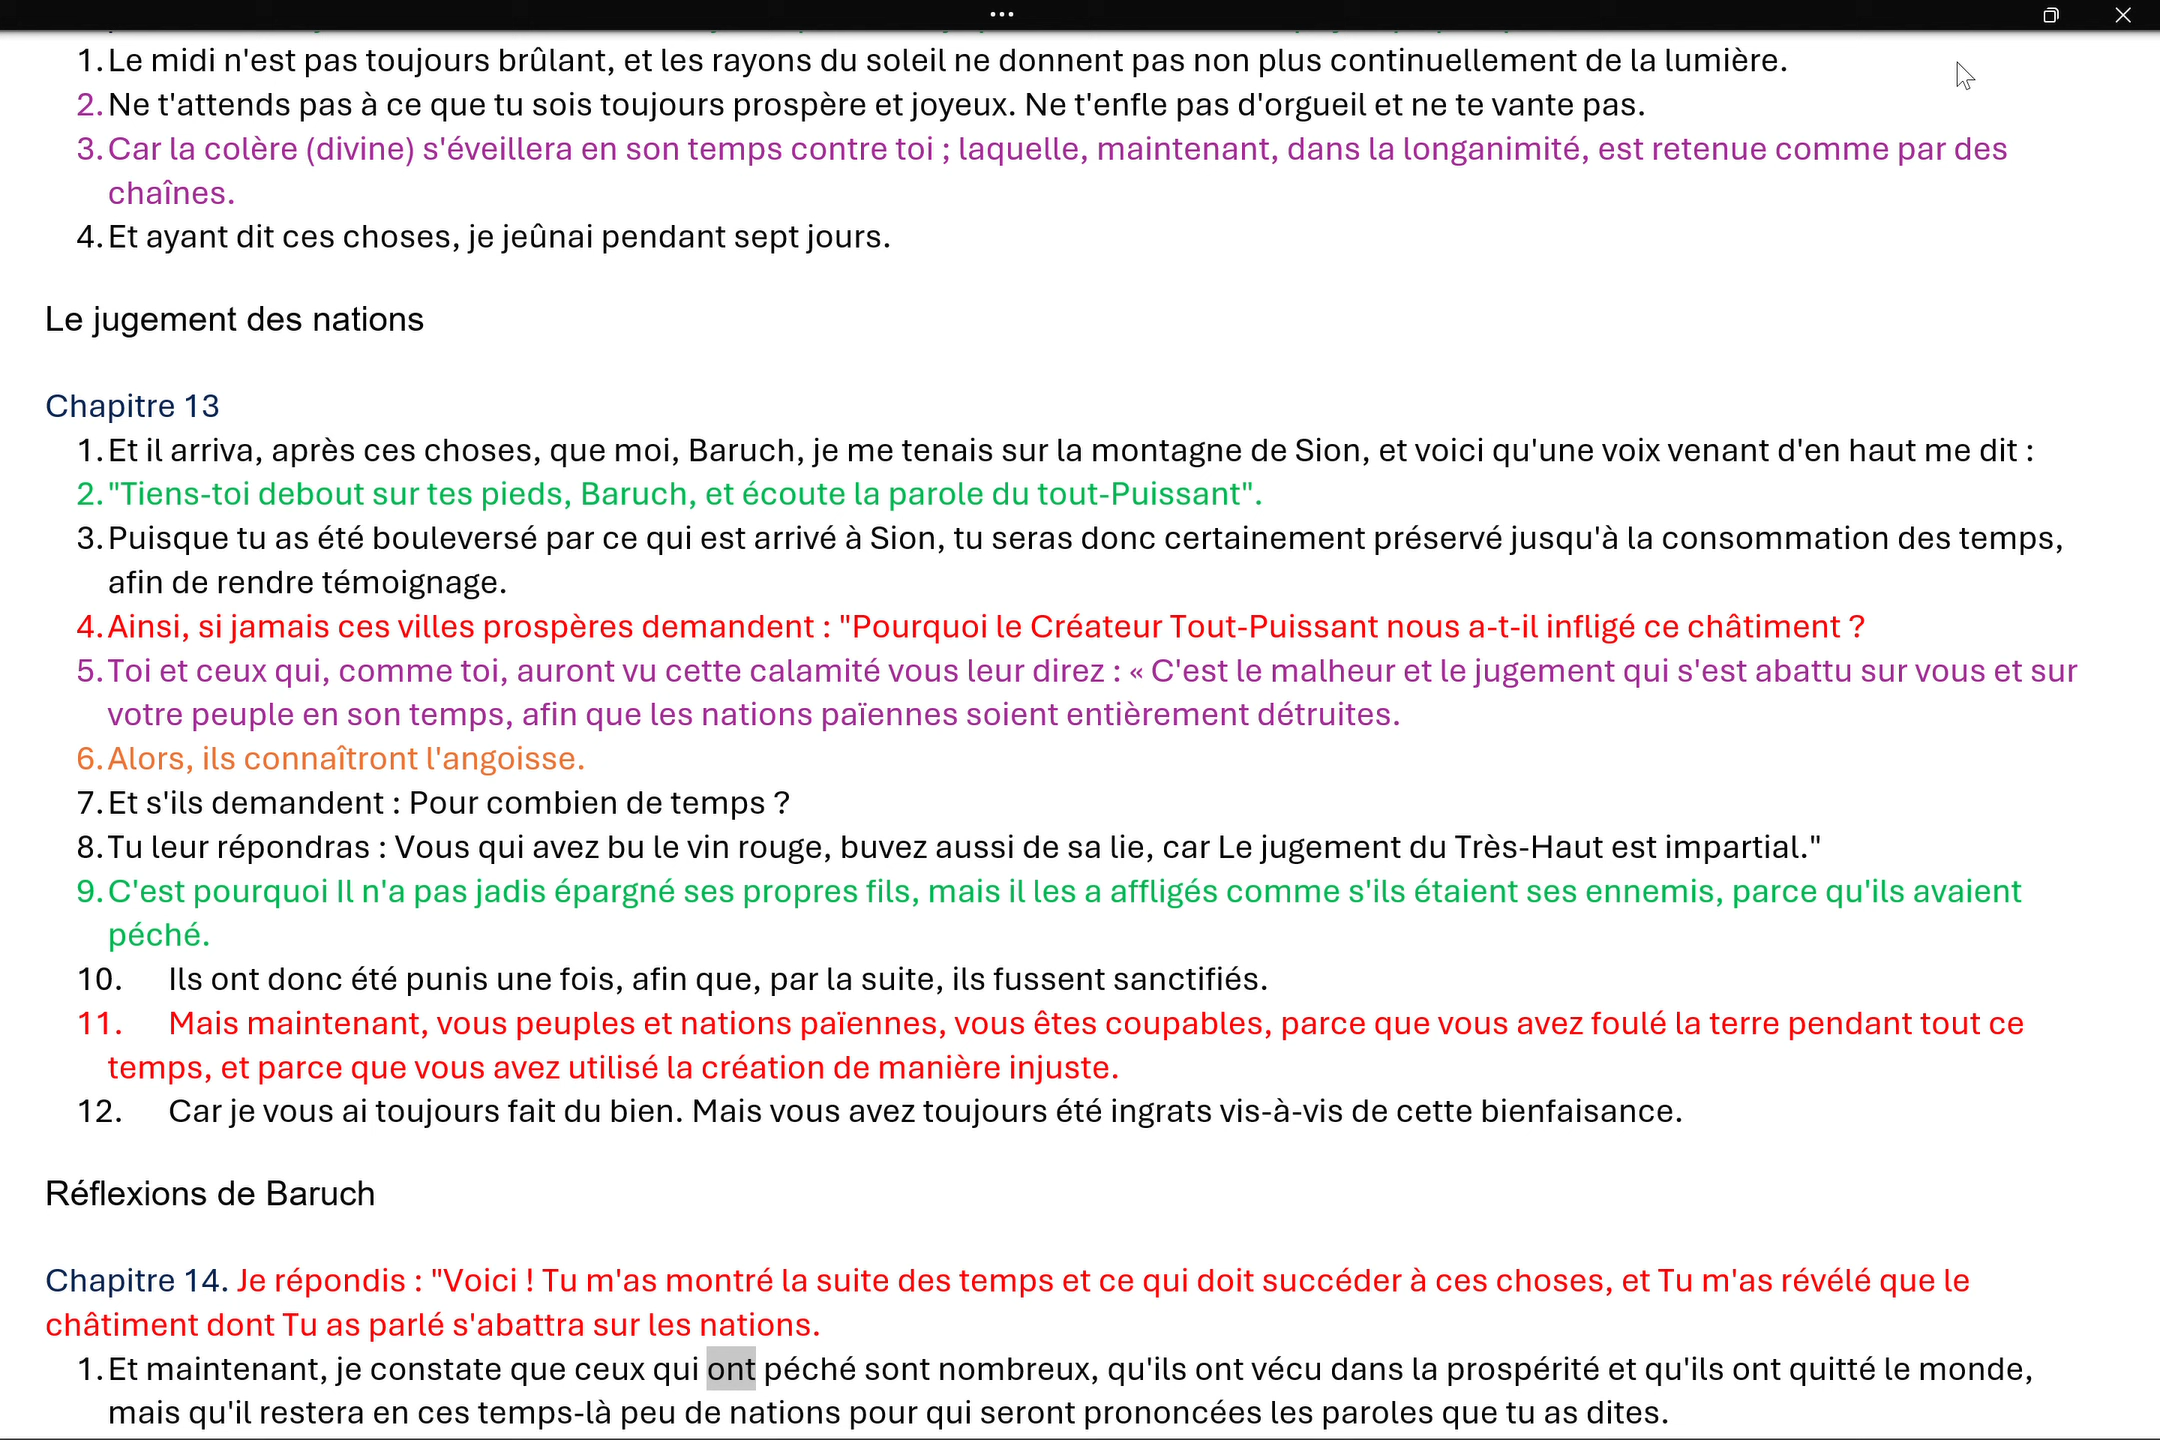 1. Le midi n'est pas toujours brûlant, et les rayons du soleil ne donnent pas non plus continuellement de la lumière.
2. Ne t'attends pas à ce que tu sois toujours prospère et joyeux. Ne t'enfle pas d'orgueil et ne te vante pas.
3. Car la colère (divine) s'éveillera en son temps contre toi ; laquelle, maintenant, dans la longanimité, est retenue comme par des
chaînes.
4. Et ayant dit ces choses, je jeûnai pendant sept jours.
Le jugement des nations
Chapitre 13
1. Et il arriva, après ces choses, que moi, Baruch, je me tenais sur la montagne de Sion, et voici qu'une voix venant d'en haut me dit :
2. "Tiens-toi debout sur tes pieds, Baruch, et écoute la parole du tout-Puissant".
3. Puisque tu as été bouleversé par ce qui est arrivé à Sion, tu seras donc certainement préservé jusqu'à la consommation des temps,
afin de rendre témoignage.
4. Ainsi, si jamais ces villes prospères demandent : "Pourquoi le Créateur Tout-Puissant nous a-t-il infligé ce châtiment ?
5. Toi et ceux qui, comme toi, auront vu cette calamité vous leur direz : « C'est le malheur et le jugement qui s'est abattu sur vous et sur
votre peuple en son temps, afin que les nations païennes soient entièrement détruites.
6. Alors, ils connaîtront l'angoisse.
7. Et s'ils demandent : Pour combien de temps ?
8. Tu leur répondras : Vous qui avez bu le vin rouge, buvez aussi de sa lie, car Le jugement du Très-Haut est impartial."
9. C'est pourquoi Il n'a pas jadis épargné ses propres fils, mais il les a affligés comme s'ils étaient ses ennemis, parce qu'ils avaient
péché.
10. Ils ont donc été punis une fois, afin que, par la suite, ils fussent sanctifiés.
11. Mais maintenant, vous peuples et nations païennes, vous êtes coupables, parce que vous avez foulé la terre pendant tout ce
temps, et parce que vous avez utilisé la création de manière injuste.
12. Car je vous ai toujours fait du bien. Mais vous avez toujours été ingrats vis-à-vis de cette bienfaisance.
Réflexions de Baruch
Chapitre 14. Je répondis : "Voici ! Tu m'as montré la suite des temps et ce qui doit succéder à ces choses, et Tu m'as révélé que le
châtiment dont Tu as parlé s'abattra sur les nations.
1. Et maintenant, je constate que ceux qui ont péché sont nombreux, qu'ils ont vécu dans la prospérité et qu'ils ont quitté le monde,
mais qu'il restera en ces temps-là peu de nations pour qui seront prononcées les paroles que tu as dites.